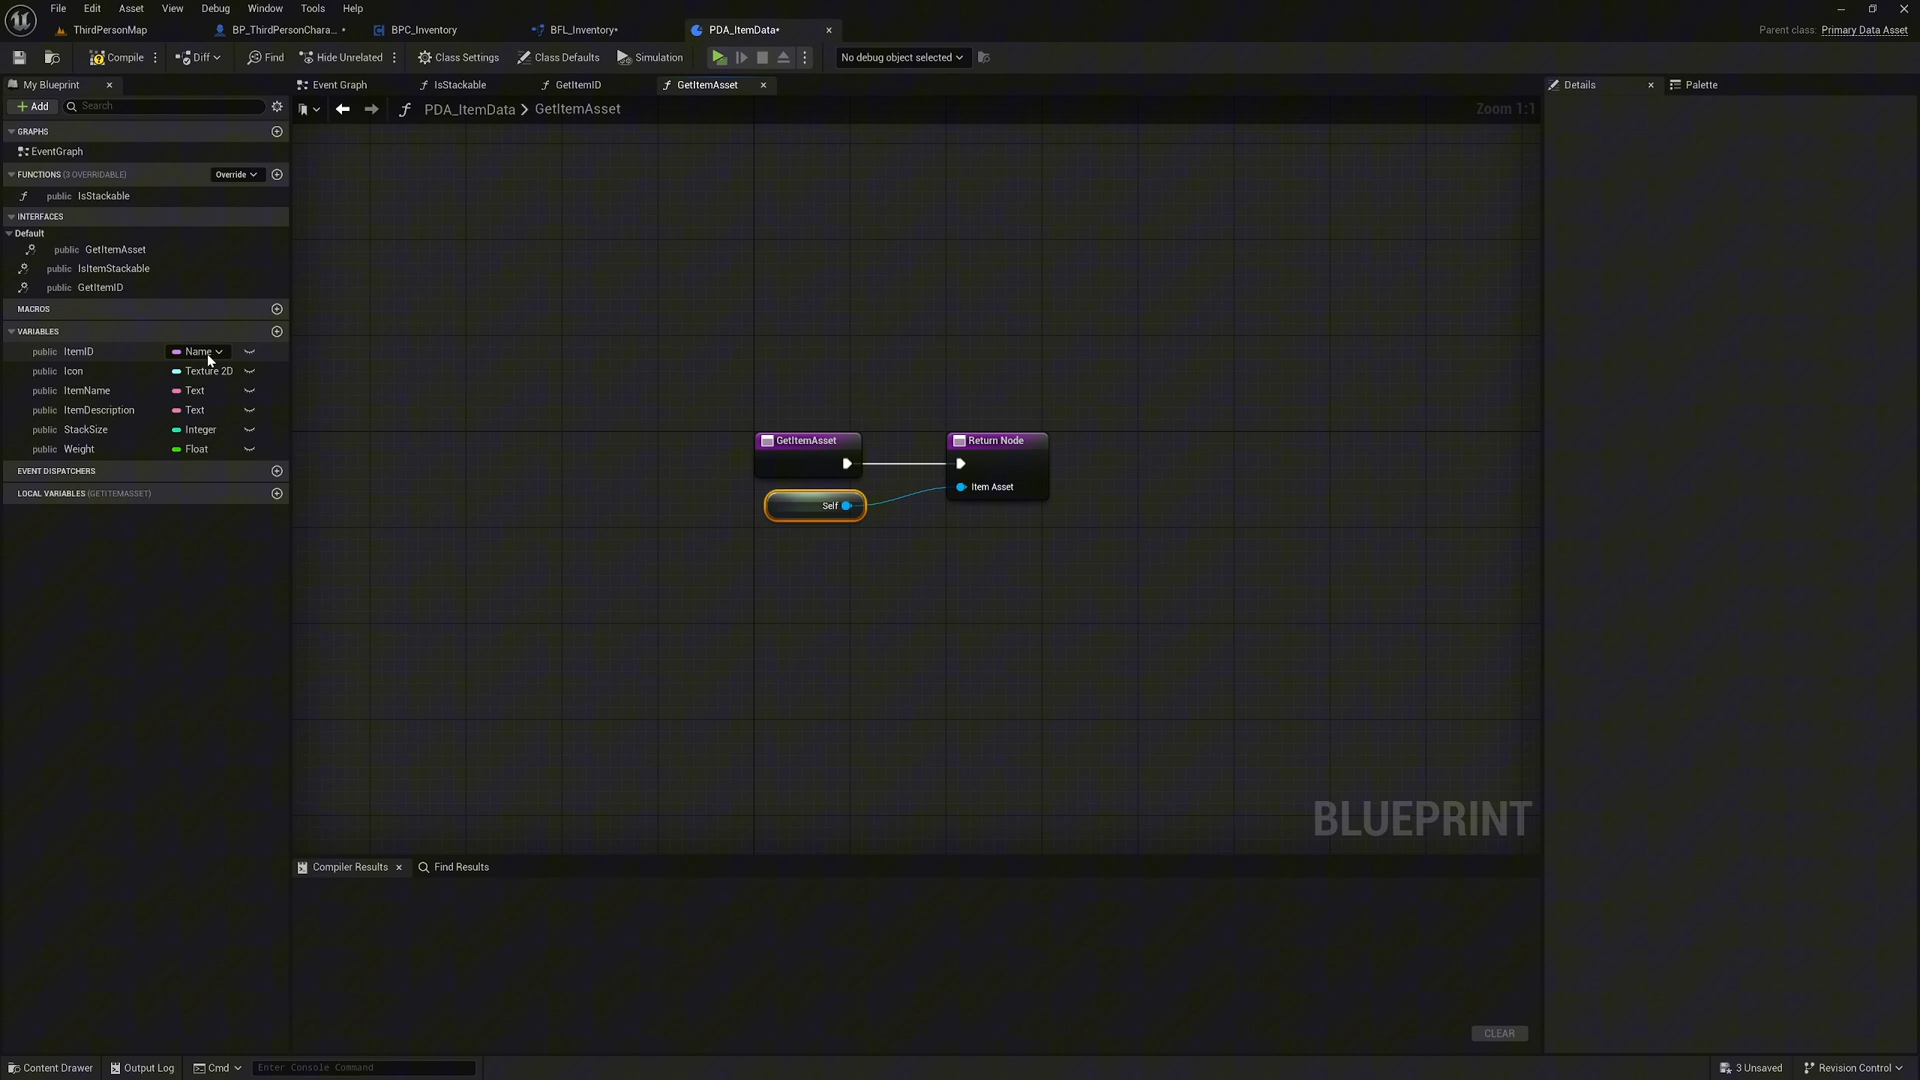 File Edit Asset View Debug Window Tools Help
ThirdPersonMap BP_ThirdPersonChara... • BPC_Inventory BFL_Inventory• PDA_ItemData•
Parent class: Primary Data Asset
Compile Diff Find Hide Unrelated Class Settings Class Defaults Simulation No debug object selected
My Blueprint Event Graph IsStackable GetItemID GetItemAsset Details Palette
Add Search
PDA_ItemData > GetItemAsset Zoom 1:1
GRAPHS
EventGraph
FUNCTIONS (3 OVERRIDABLE) Override
public IsStackable
INTERFACES
Default
public GetItemAsset
public IsItemStackable
public GetItemID
MACROS
VARIABLES
public ItemID Name
public Icon Texture 2D
public ItemName Text
public ItemDescription Text
public StackSize Integer
public Weight Float
EVENT DISPATCHERS
LOCAL VARIABLES (GETITEMASSET)
GetItemAsset Return Node
Item Asset
Self
BLUEPRINT
Compiler Results Find Results
CLEAR
Content Drawer Output Log Cmd Enter Console Command 3 Unsaved Revision Control